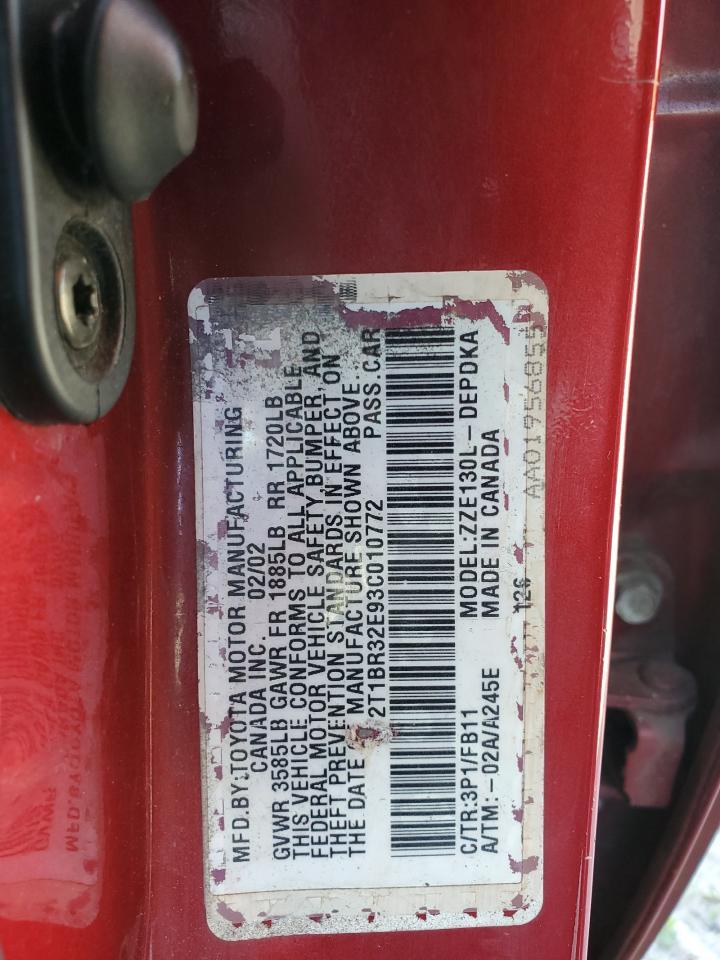 MFD.BY:TOYOTA MOTOR MANUFACTURING
CANADA INC. 02/02
GVWR 3585LB GAWR FR 1885LB RR 1720LB
THIS VEHICLE CONFORMS TO ALL APPLICABLE
FEDERAL MOTOR VEHICLE SAFETY BUMPER, AND
THEFT PREVENTION STANDARDS IN EFFECT ON
THE DATE MANUFACTURE SHOWN ABOVE.
2T1BR32E93C010772 PASS.CAR
C/TR:3P1/FB11 MODEL:ZZE130L-DEPDKA
A/TM:-02A/A245E MADE IN CANADA
126
AA01956855